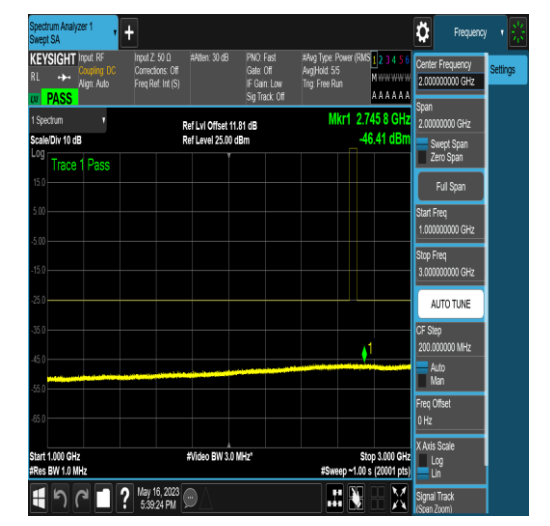 Spectrum Analyzer 1
Swept SA
Frequency
KEYSIGHT
RL
Input: RF
Coupling: DC
Align: Auto
Input Z: 50 Ω
Corrections: Off
Freq Ref: Int (S)
#Atten: 30 dB
PNO: Fast
Gate: Off
IF Gain: Low
Sig Track: Off
#Avg Type: Power (RMS
Avg|Hold: 5/5
Trig: Free Run
1 2 3 4 5 6
M w w w w w
A A A A A A
PASS
1 Spectrum
Scale/Div 10 dB
Ref Lvl Offset 11.81 dB
Ref Level 25.00 dBm
Mkr1 2.745 8 GHz
-46.41 dBm
Log
Trace 1 Pass
15.0
5.00
-5.00
-15.0
-25.0
-35.0
-45.0
-55.0
-65.0
1
Start 1.000 GHz
#Res BW 1.0 MHz
#Video BW 3.0 MHz*
Stop 3.000 GHz
#Sweep ~1.00 s (20001 pts)
May 16, 2023
5:39:24 PM
Center Frequency
2.000000000 GHz
Settings
Span
2.00000000 GHz
Swept Span
Zero Span
Full Span
Start Freq
1.000000000 GHz
Stop Freq
3.000000000 GHz
AUTO TUNE
CF Step
200.000000 MHz
Auto
Man
Freq Offset
0 Hz
X Axis Scale
Log
Lin
Signal Track
(Span Zoom)